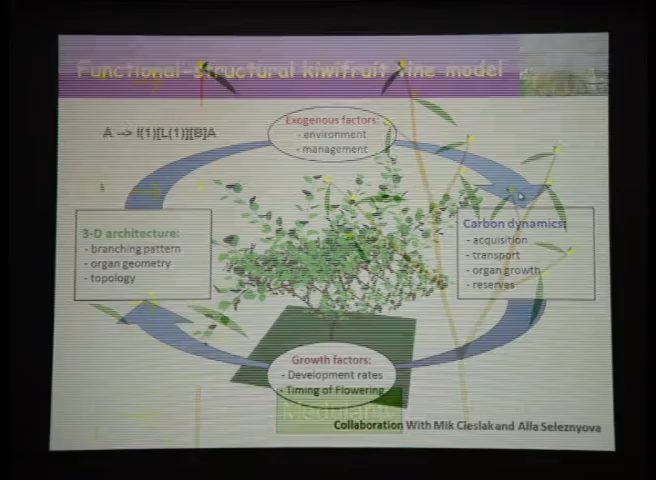 Functional-structural kiwifruit vine model
A --> I(1)[L(1)][B]A
Exogenous factors:
- environment
- management
3-D architecture:
- branching pattern
- organ geometry
- topology
Carbon dynamics:
- acquisition
- transport
- organ growth
- reserves
Growth factors:
- Development rates
- Timing of Flowering
Collaboration With Mik Cieslak and Alla Seleznyova